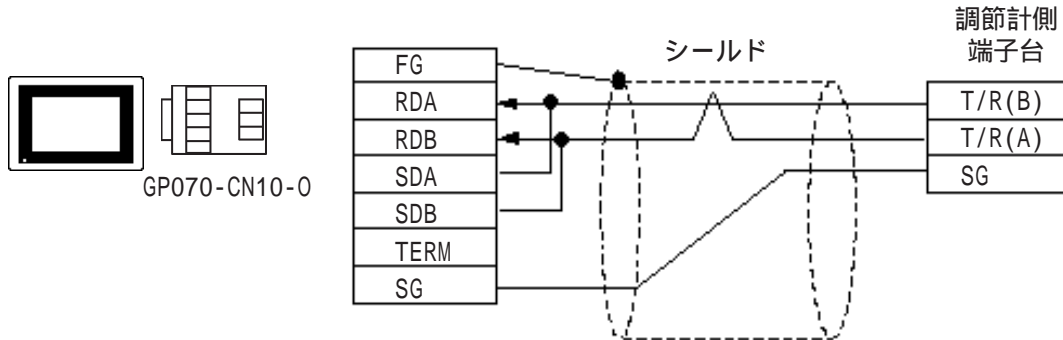 GP070-CN10-O
FG
RDA
RDB
SDA
SDB
TERM
SG
シールド
調節計側
端子台
T/R(B)
T/R(A)
SG